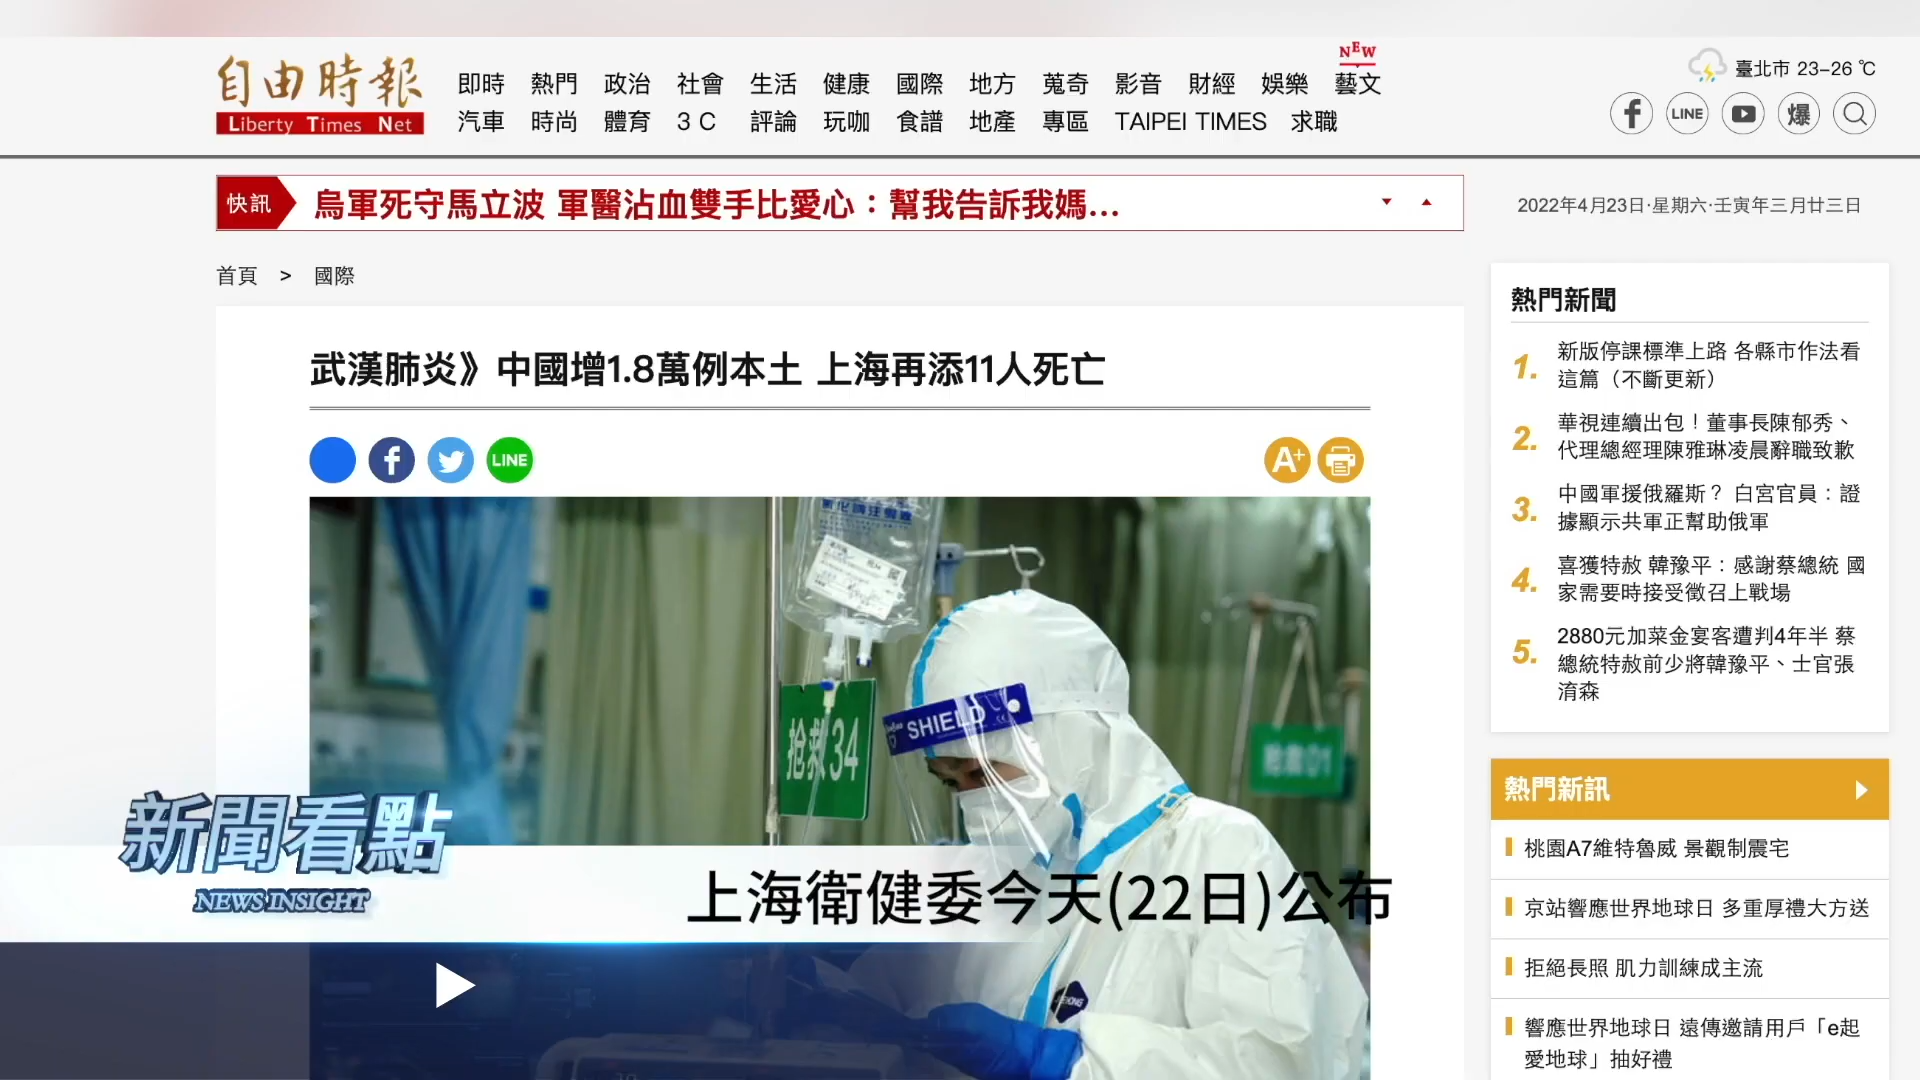 自由時報
Liberty Times Net
即時 熱門 政治 社會 生活 健康 國際 地方 蒐奇 影音 財經 娛樂 NEW 藝文
汽車 時尚 體育 3 C 評論 玩咖 食譜 地產 專區 TAIPEI TIMES 求職
臺北市 23-26 ℃
LINE 爆
快訊 烏軍死守馬立波 軍醫沾血雙手比愛心：幫我告訴我媽...
2022年4月23日·星期六·壬寅年三月廿三日
首頁 > 國際
武漢肺炎》中國增1.8萬例本土 上海再添11人死亡
LINE
A+
SHIELD
抢救34
抢救01
新聞看點
NEWS INSIGHT
上海衛健委今天(22日)公布
熱門新聞
1. 新版停課標準上路 各縣市作法看
這篇（不斷更新）
2. 華視連續出包！董事長陳郁秀、
代理總經理陳雅琳凌晨辭職致歉
3. 中國軍援俄羅斯？ 白宮官員：證
據顯示共軍正幫助俄軍
4. 喜獲特赦 韓豫平：感謝蔡總統 國
家需要時接受徵召上戰場
5. 2880元加菜金宴客遭判4年半 蔡
總統特赦前少將韓豫平、士官張
淯森
熱門新訊
桃園A7維特魯威 景觀制震宅
京站響應世界地球日 多重厚禮大方送
拒絕長照 肌力訓練成主流
響應世界地球日 遠傳邀請用戶「e起
愛地球」抽好禮